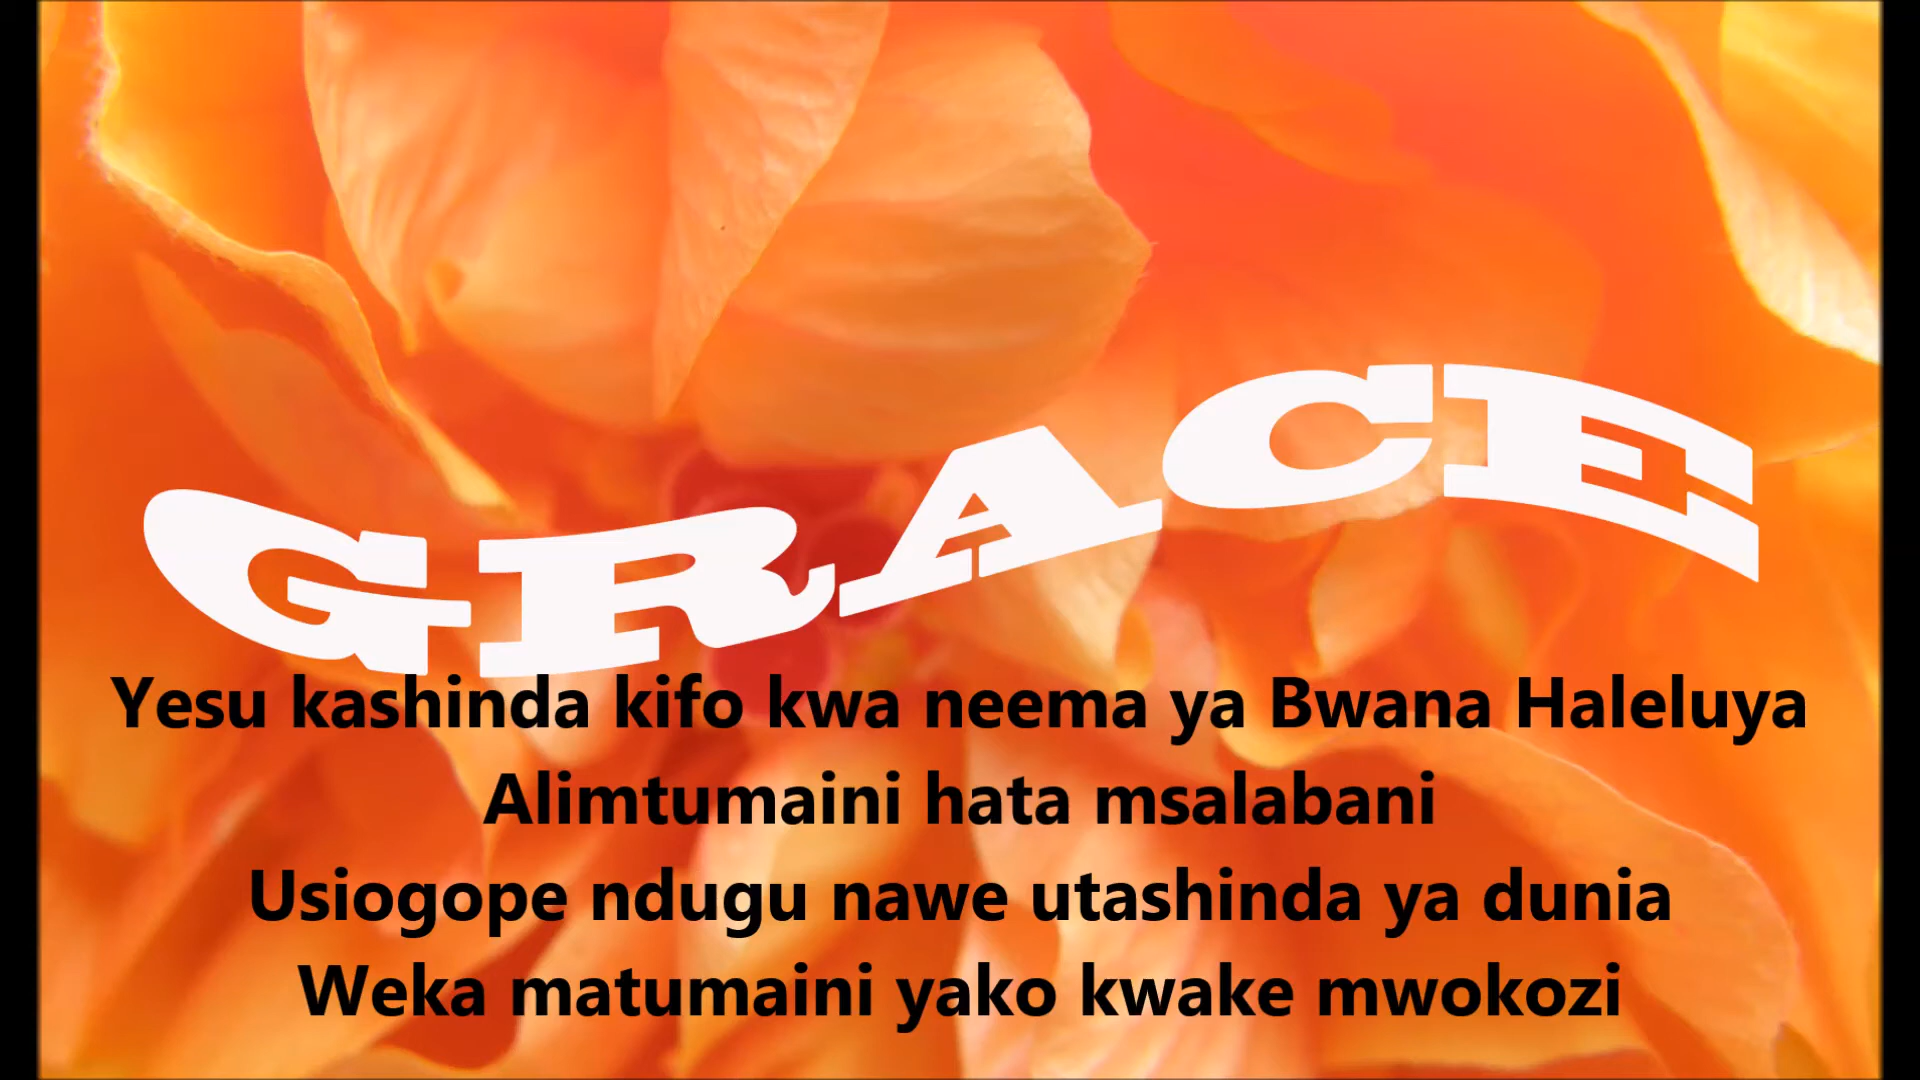 GRACE
Yesu kashinda kifo kwa neema ya Bwana Haleluya
Alimtumaini hata msalabani
Usiogope ndugu nawe utashinda ya dunia
Weka matumaini yako kwake mwokozi